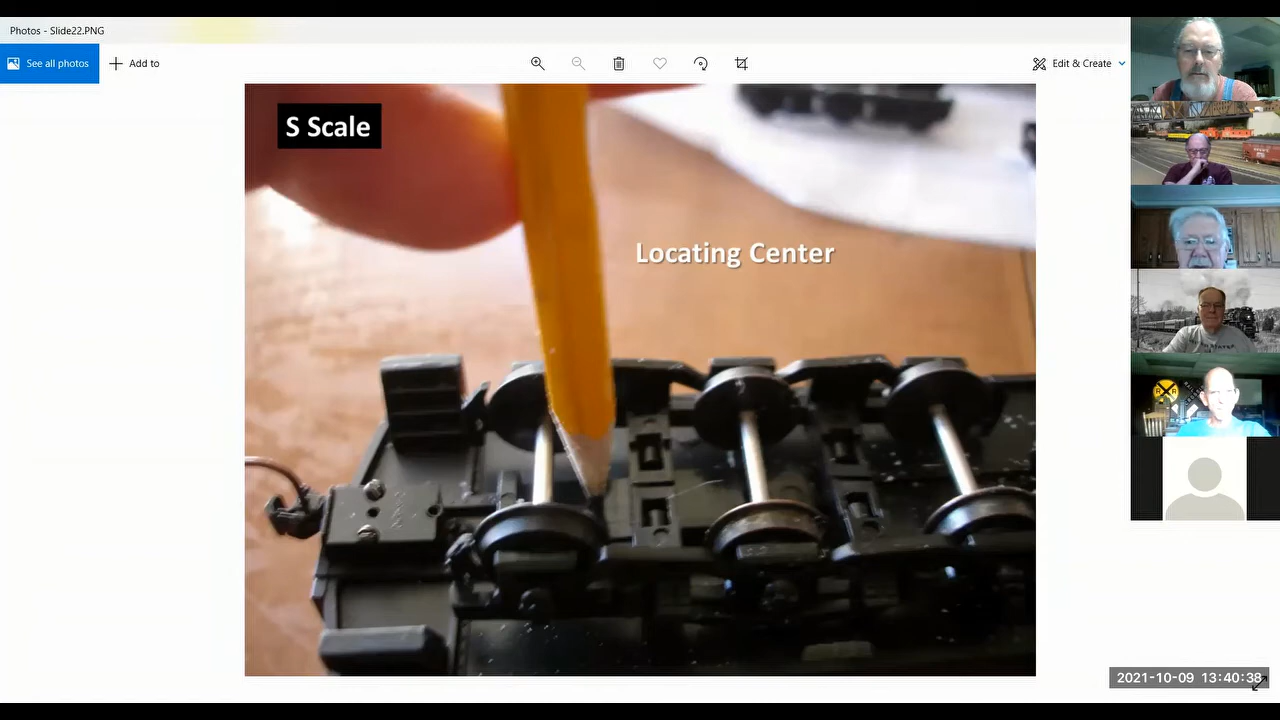 Photos - Slide22.PNG
See all photos
Add to
Edit & Create
S Scale
Locating Center
2021-10-09 13:40:38